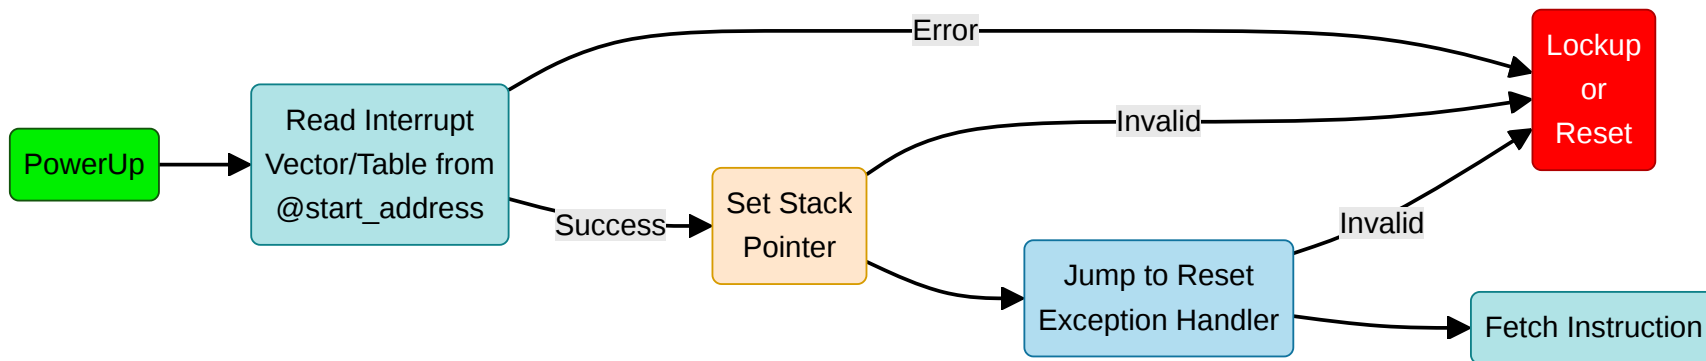 PowerUp
Read Interrupt
Vector/Table from
@start_address
Error
Success
Set Stack
Pointer
Invalid
Jump to Reset
Exception Handler
Invalid
Lockup
or
Reset
Fetch Instruction